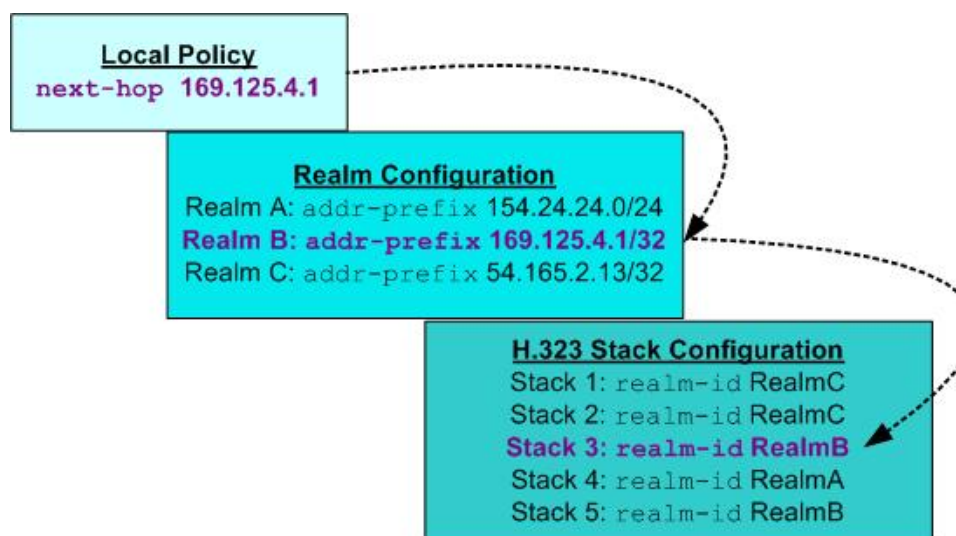 Local Policy
next-hop 169.125.4.1
Realm Configuration
Realm A: addr-prefix 154.24.24.0/24
Realm B: addr-prefix 169.125.4.1/32
Realm C: addr-prefix 54.165.2.13/32
H.323 Stack Configuration
Stack 1: realm-id RealmC
Stack 2: realm-id RealmC
Stack 3: realm-id RealmB
Stack 4: realm-id RealmA
Stack 5: realm-id RealmB